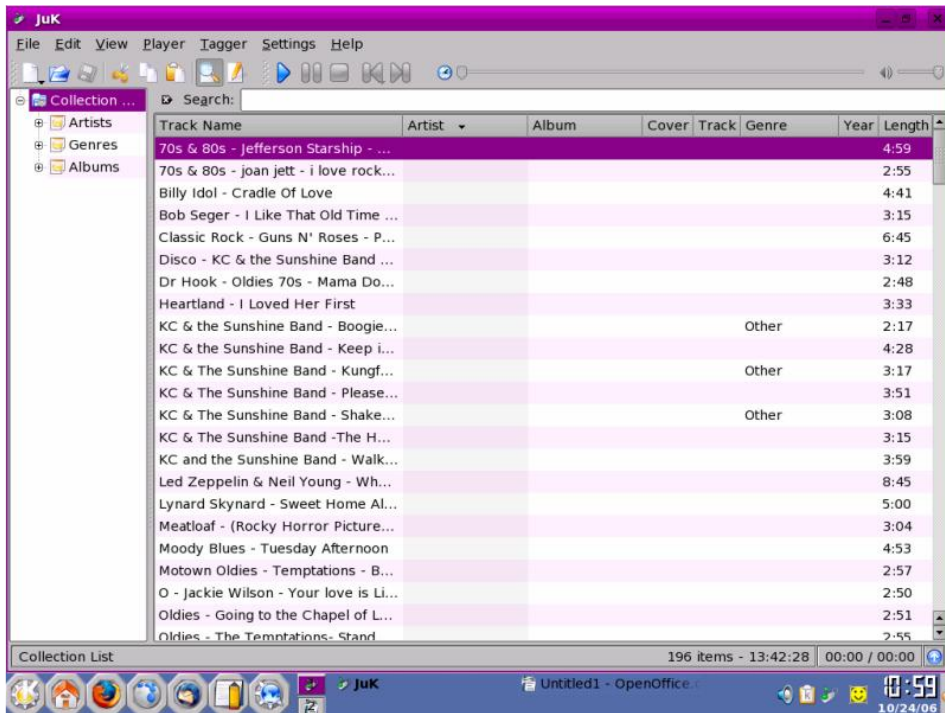 JuK
File Edit View Player Tagger Settings Help
Collection ...
Artists
Genres
Albums
Search:
Track Name Artist Album Cover Track Genre Year Length
70s & 80s - Jefferson Starship - ... 4:59
70s & 80s - joan jett - i love rock... 2:55
Billy Idol - Cradle Of Love 4:41
Bob Seger - I Like That Old Time ... 3:15
Classic Rock - Guns N' Roses - P... 6:45
Disco - KC & the Sunshine Band ... 3:12
Dr Hook - Oldies 70s - Mama Do... 2:48
Heartland - I Loved Her First 3:33
KC & the Sunshine Band - Boogie... Other 2:17
KC & the Sunshine Band - Keep i... 4:28
KC & The Sunshine Band - Kungf... Other 3:17
KC & The Sunshine Band - Please... 3:51
KC & The Sunshine Band - Shake... Other 3:08
KC & The Sunshine Band -The H... 3:15
KC and the Sunshine Band - Walk... 3:59
Led Zeppelin & Neil Young - Wh... 8:45
Lynard Skynard - Sweet Home Al... 5:00
Meatloaf - (Rocky Horror Picture... 3:04
Moody Blues - Tuesday Afternoon 4:53
Motown Oldies - Temptations - B... 2:57
O - Jackie Wilson - Your love is Li... 2:50
Oldies - Going to the Chapel of L... 2:51
Oldies - The Temptations- Stand 2:55
Collection List 196 items - 13:42:28 00:00 / 00:00
JuK Untitled1 - OpenOffice. 10:59
10/24/06